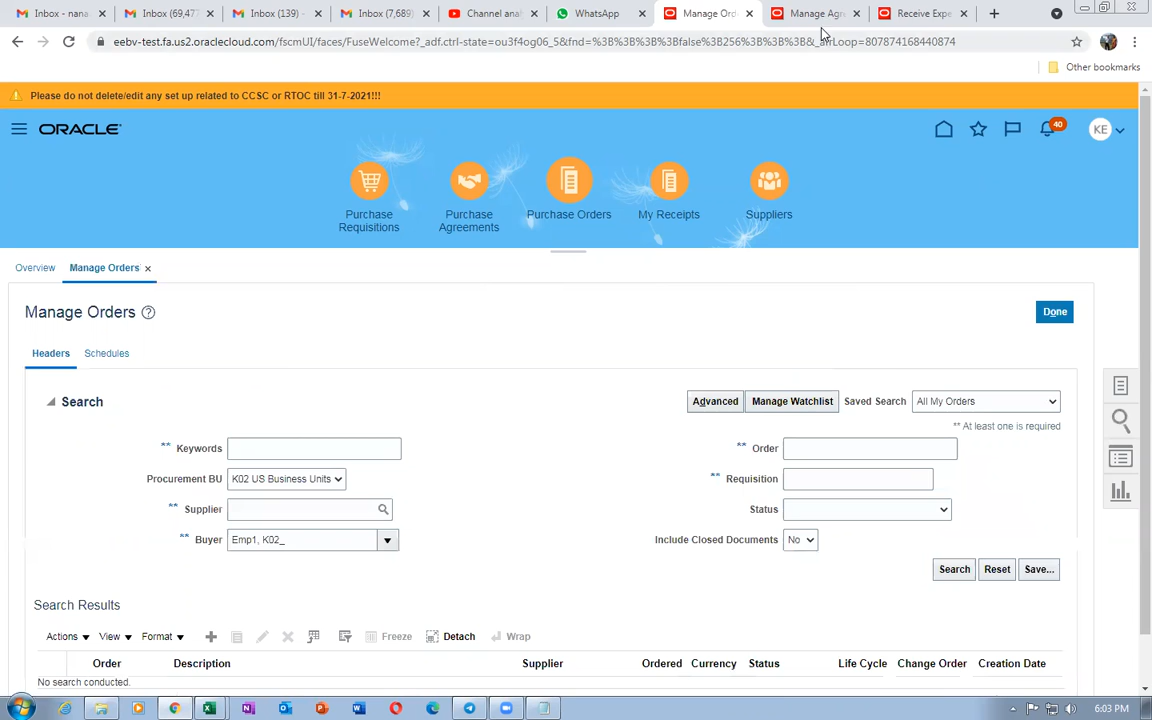 Inbox - nana
Inbox (69,477
Inbox (139) -
Inbox (7,689)
Channel anal
WhatsApp
Manage Ord
Manage Agr
Receive Expe
eebv-test.fa.us2.oraclecloud.com/fscmUI/faces/FuseWelcome?_adf.ctrl-state=ou3f4og06_5&fnd=%3B%3B%3B%3Bfalse%3B256%3B%3B%3B&_afrLoop=807874168440874
Other bookmarks
Please do not delete/edit any set up related to CCSC or RTOC till 31-7-2021!!!
ORACLE
40
KE
Purchase Requisitions
Purchase Agreements
Purchase Orders
My Receipts
Suppliers
Overview
Manage Orders
Manage Orders
Done
Headers
Schedules
Search
Advanced
Manage Watchlist
Saved Search
All My Orders
** At least one is required
** Keywords
** Order
Procurement BU
K02 US Business Units
** Requisition
** Supplier
Status
** Buyer
Emp1, K02_
Include Closed Documents
No
Search
Reset
Save...
Search Results
Actions
View
Format
Freeze
Detach
Wrap
Order
Description
Supplier
Ordered
Currency
Status
Life Cycle
Change Order
Creation Date
No search conducted.
6:03 PM